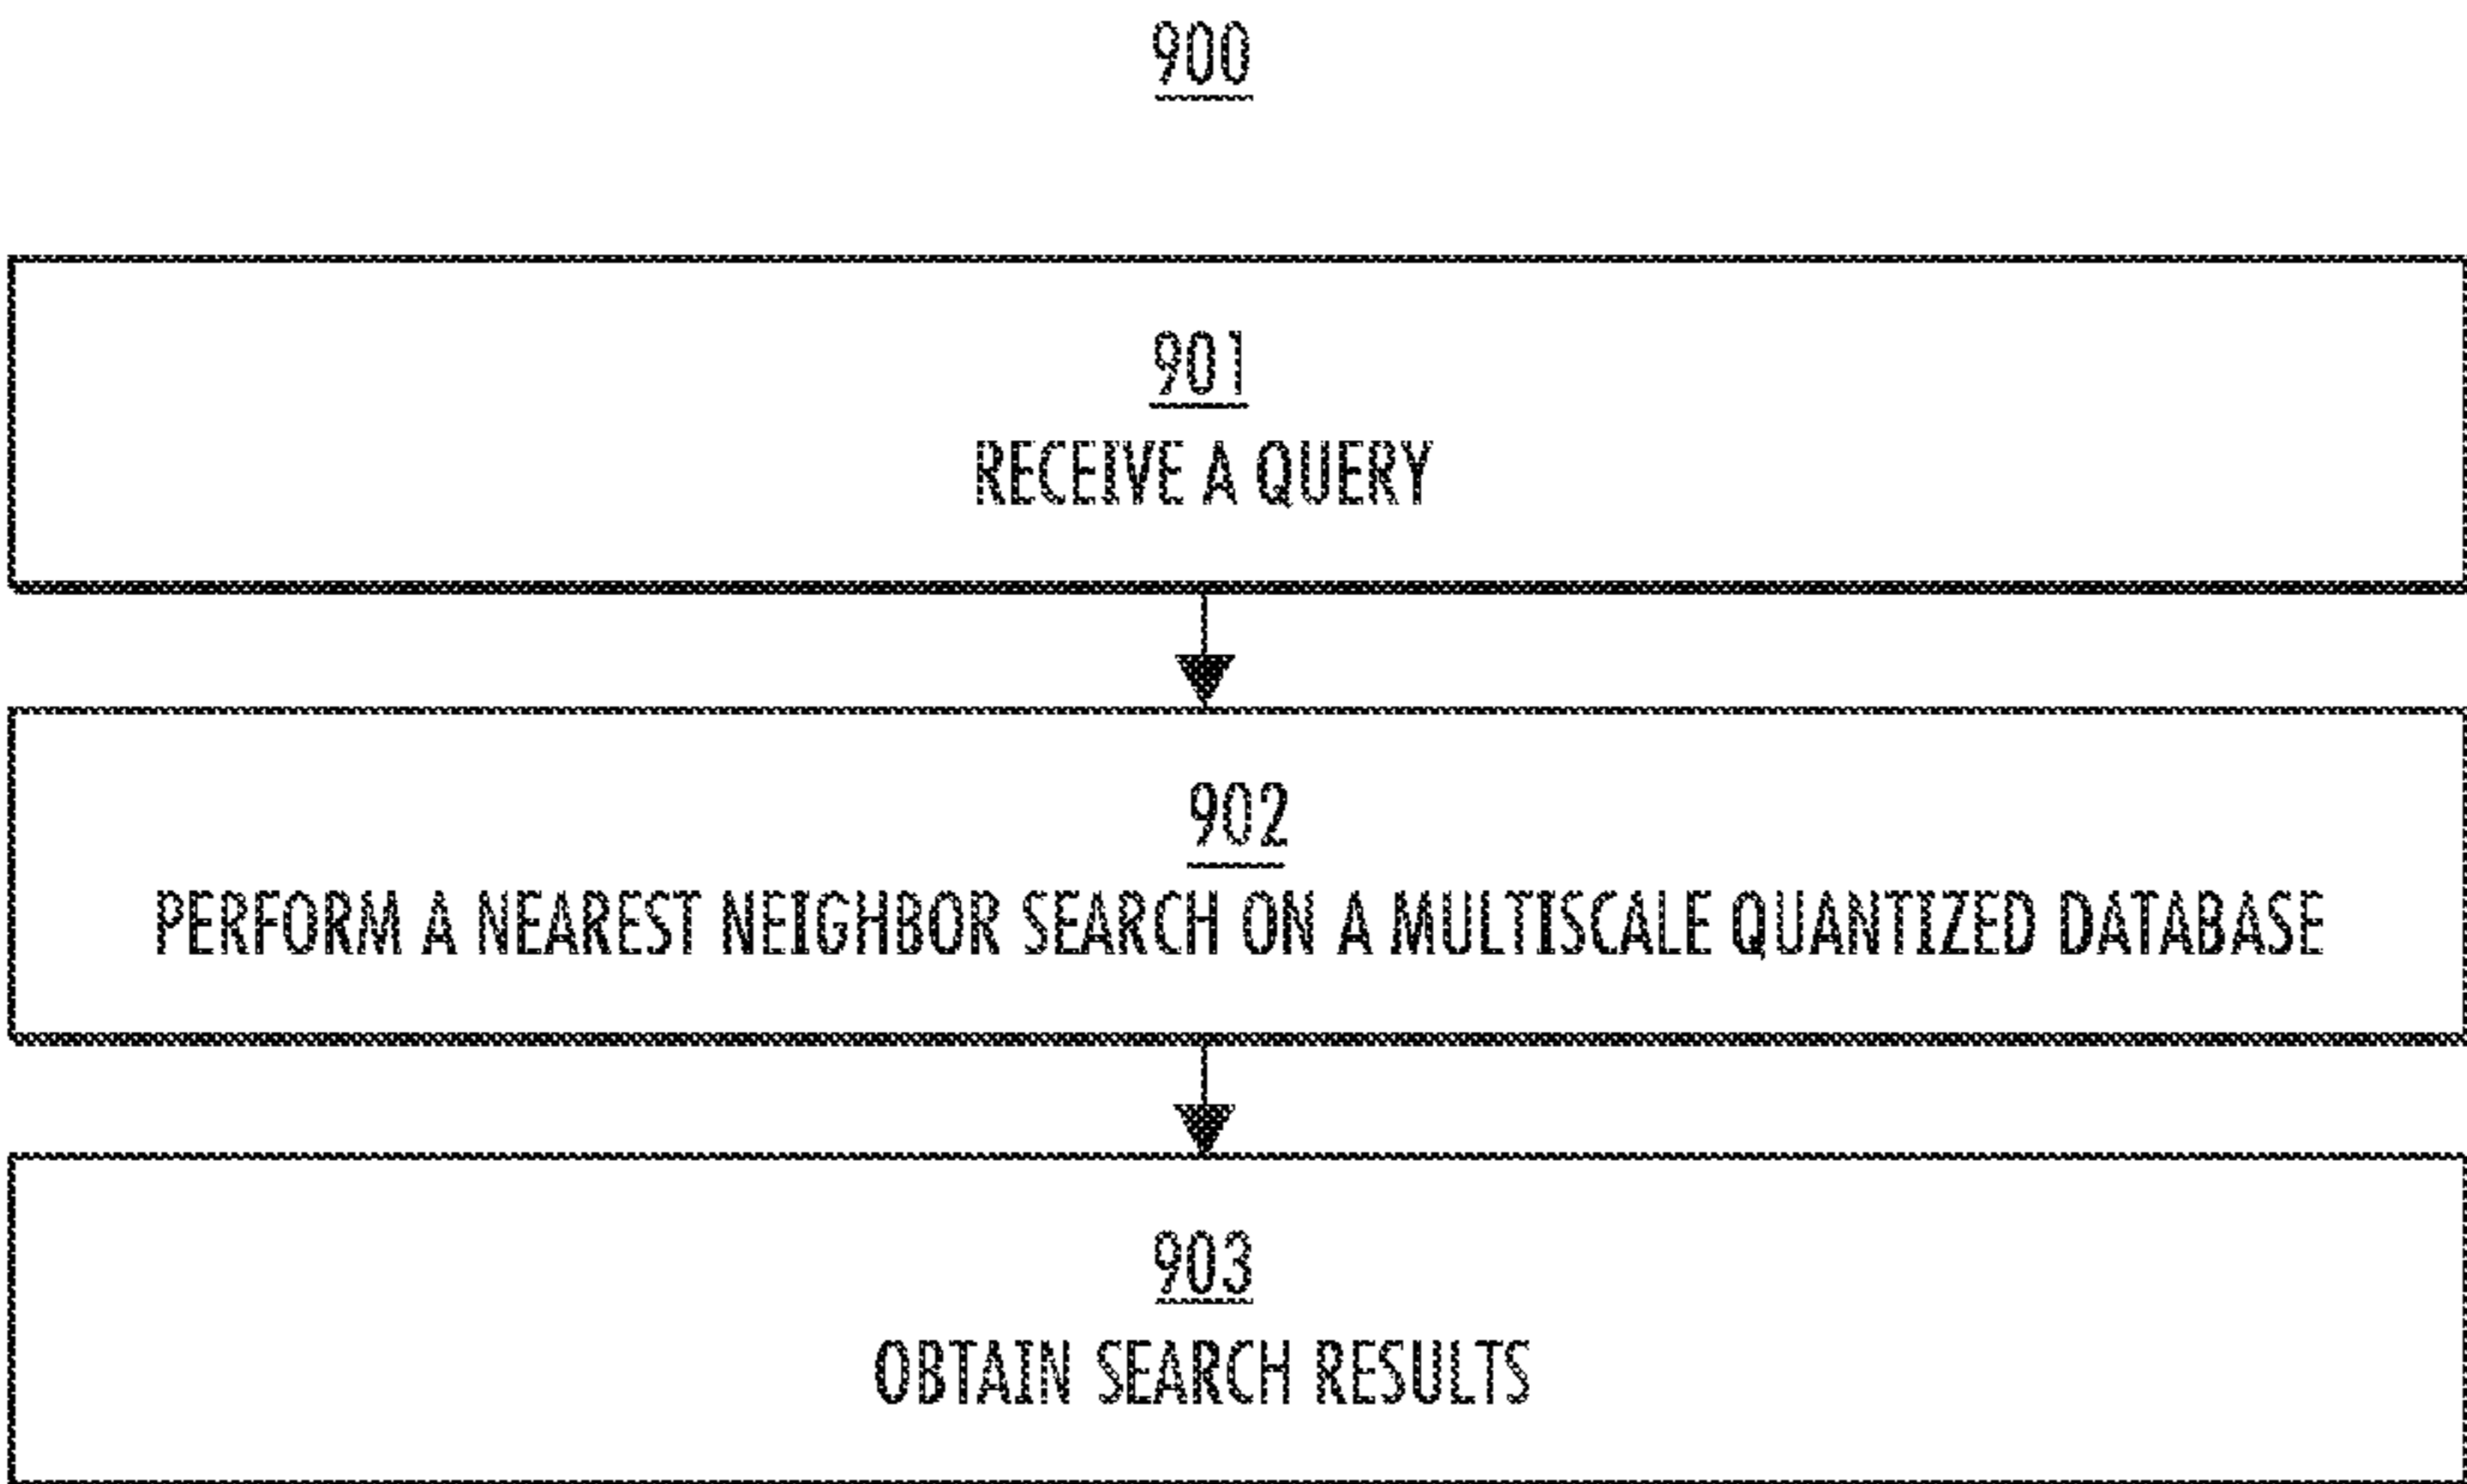 900
901
RECEIVE A QUERY
902
PERFORM A NEAREST NEIGHBOR SEARCH ON A MULTISCALE QUANTIZED DATABASE
903
OBTAIN SEARCH RESULTS